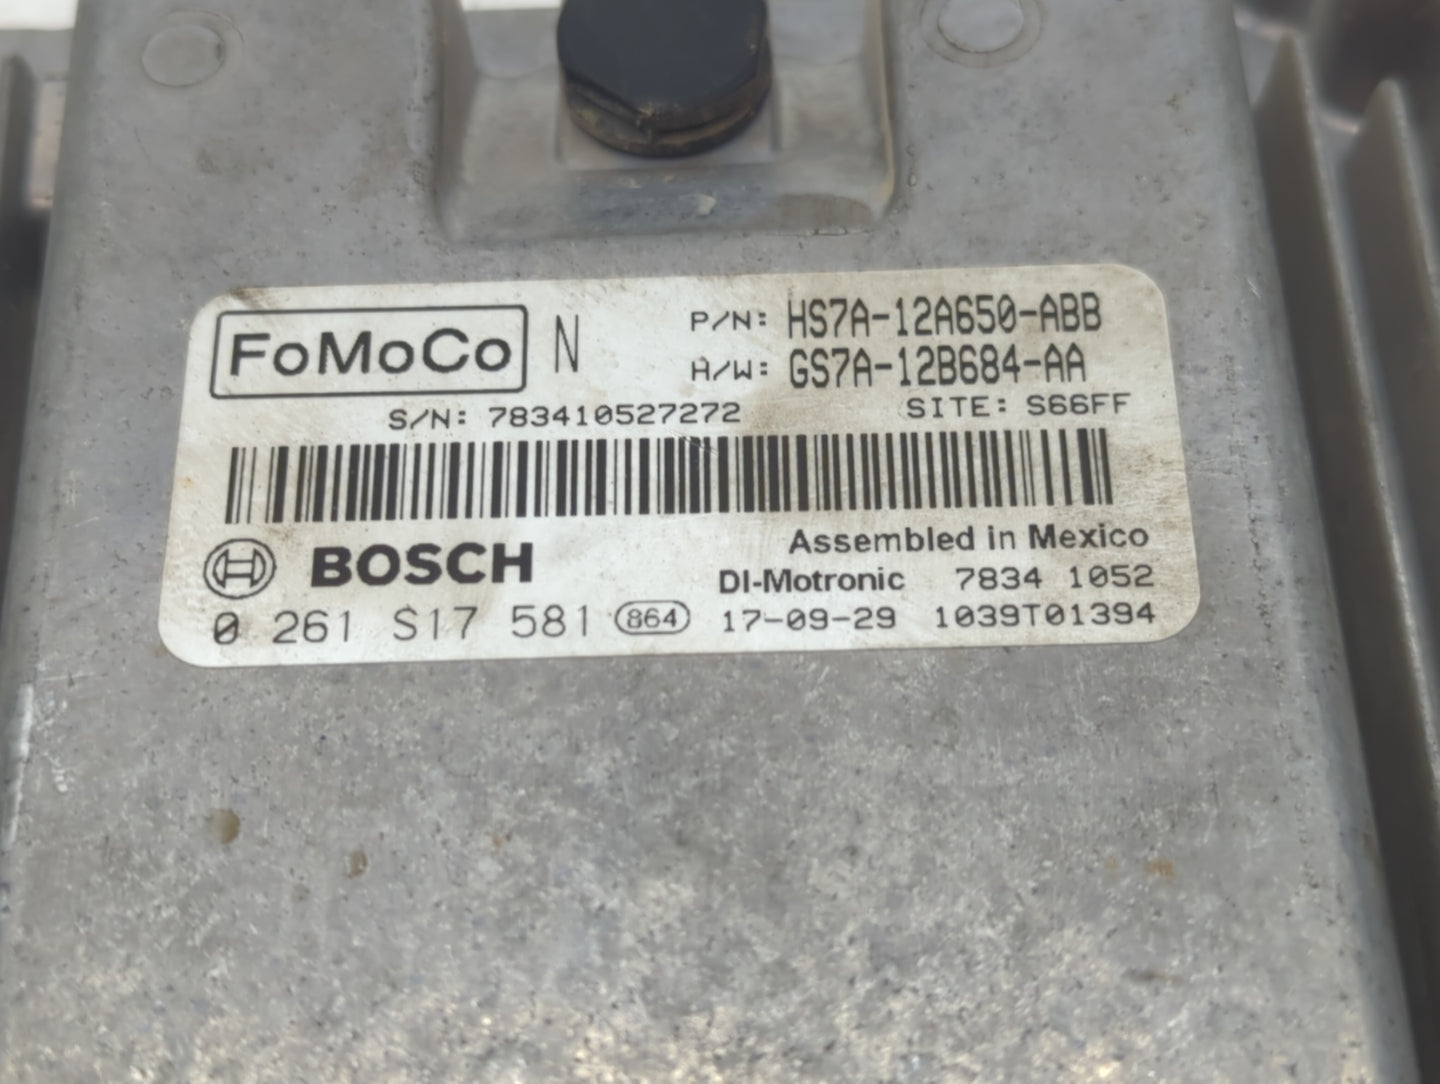 FoMoCo N P/N: HS7A-12A650-ABB
H/W: GS7A-12B684-AA
S/N: 783410527272 SITE: S66FF
BOSCH Assembled in Mexico
DI-Motronic 7834 1052
0 261 S17 581 864 17-09-29 1039T01394